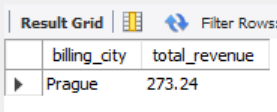 Result Grid Filter Rows:
billing_city total_revenue
Prague 273.24